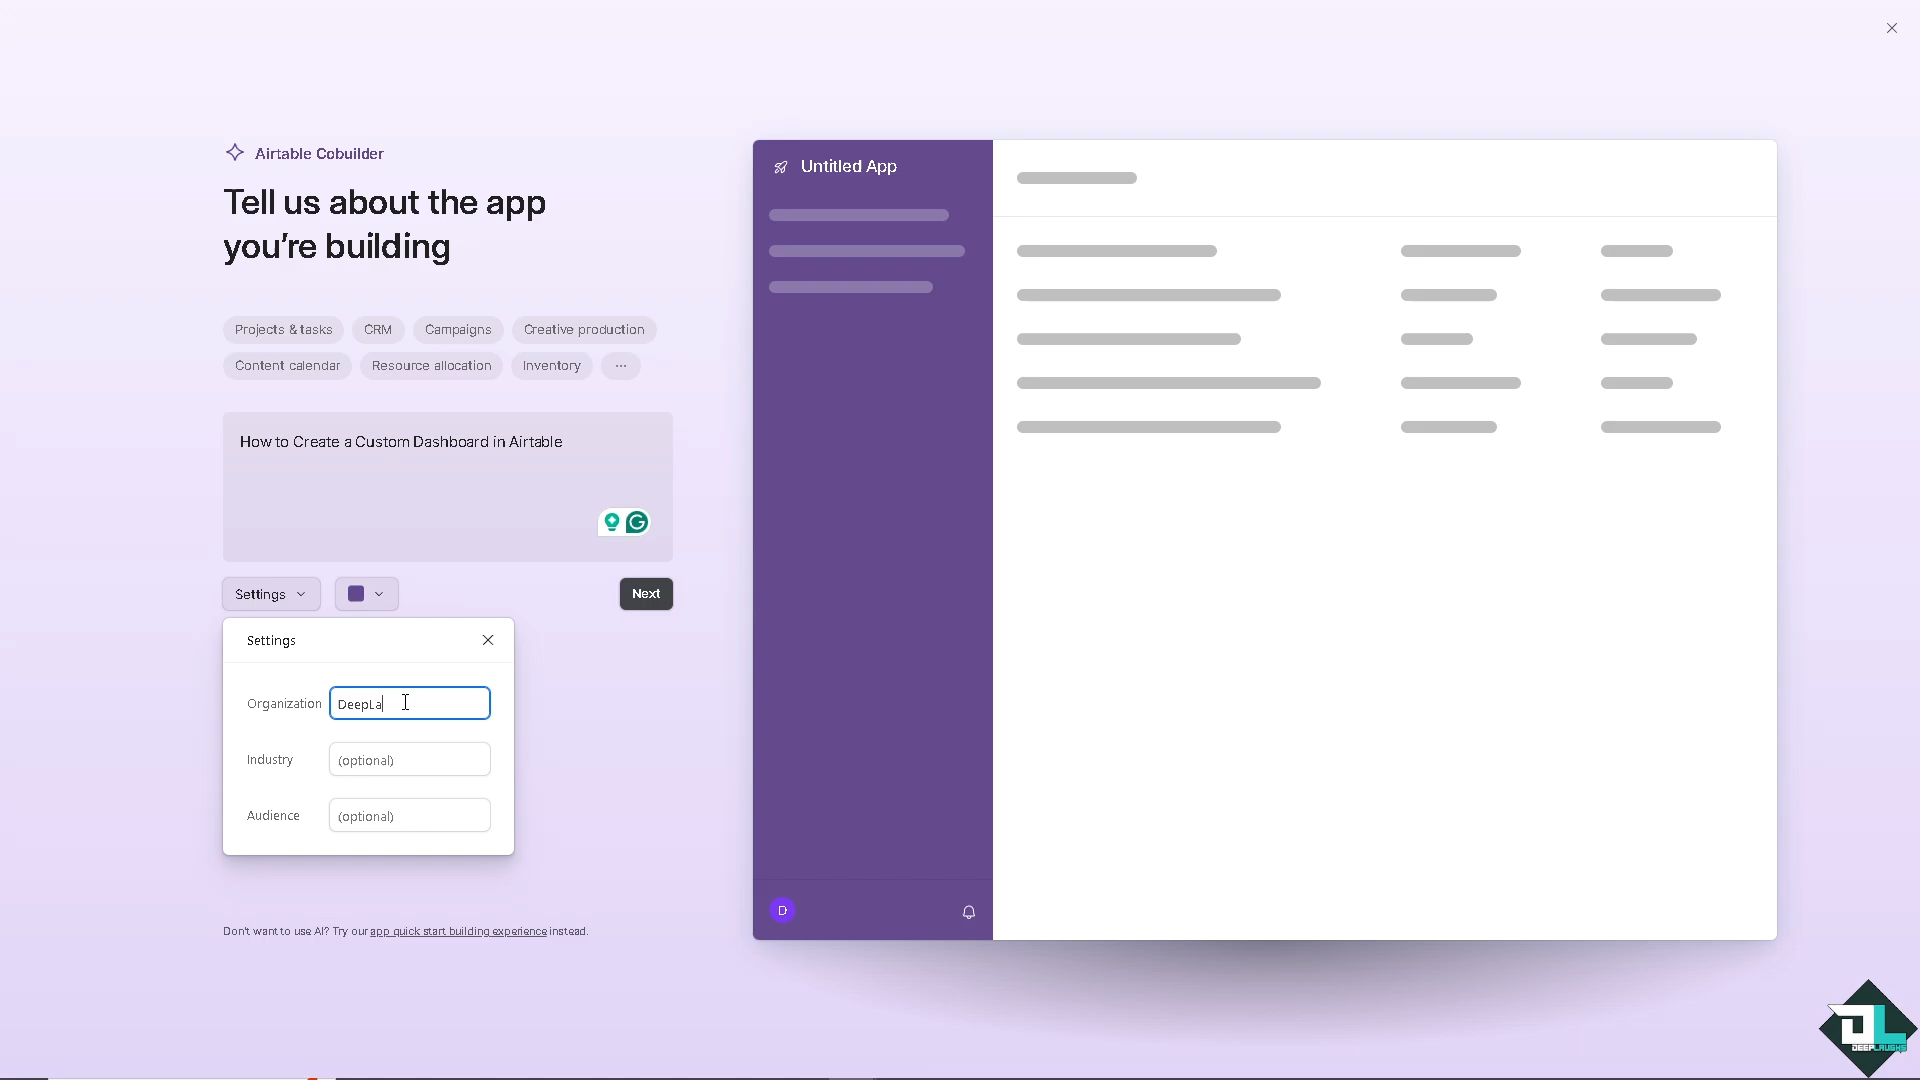 Airtable Cobuilder
Tell us about the app
you're building
Projects & tasks
CRM
Campaigns
Creative production
Content calendar
Resource allocation
Inventory
...
How to Create a Custom Dashboard in Airtable
Settings
Next
Settings
Organization
DeepLa
Industry
(optional)
Audience
(optional)
Don't want to use AI? Try our app quick start building experience instead.
Untitled App
D
DEEPLAUGHS